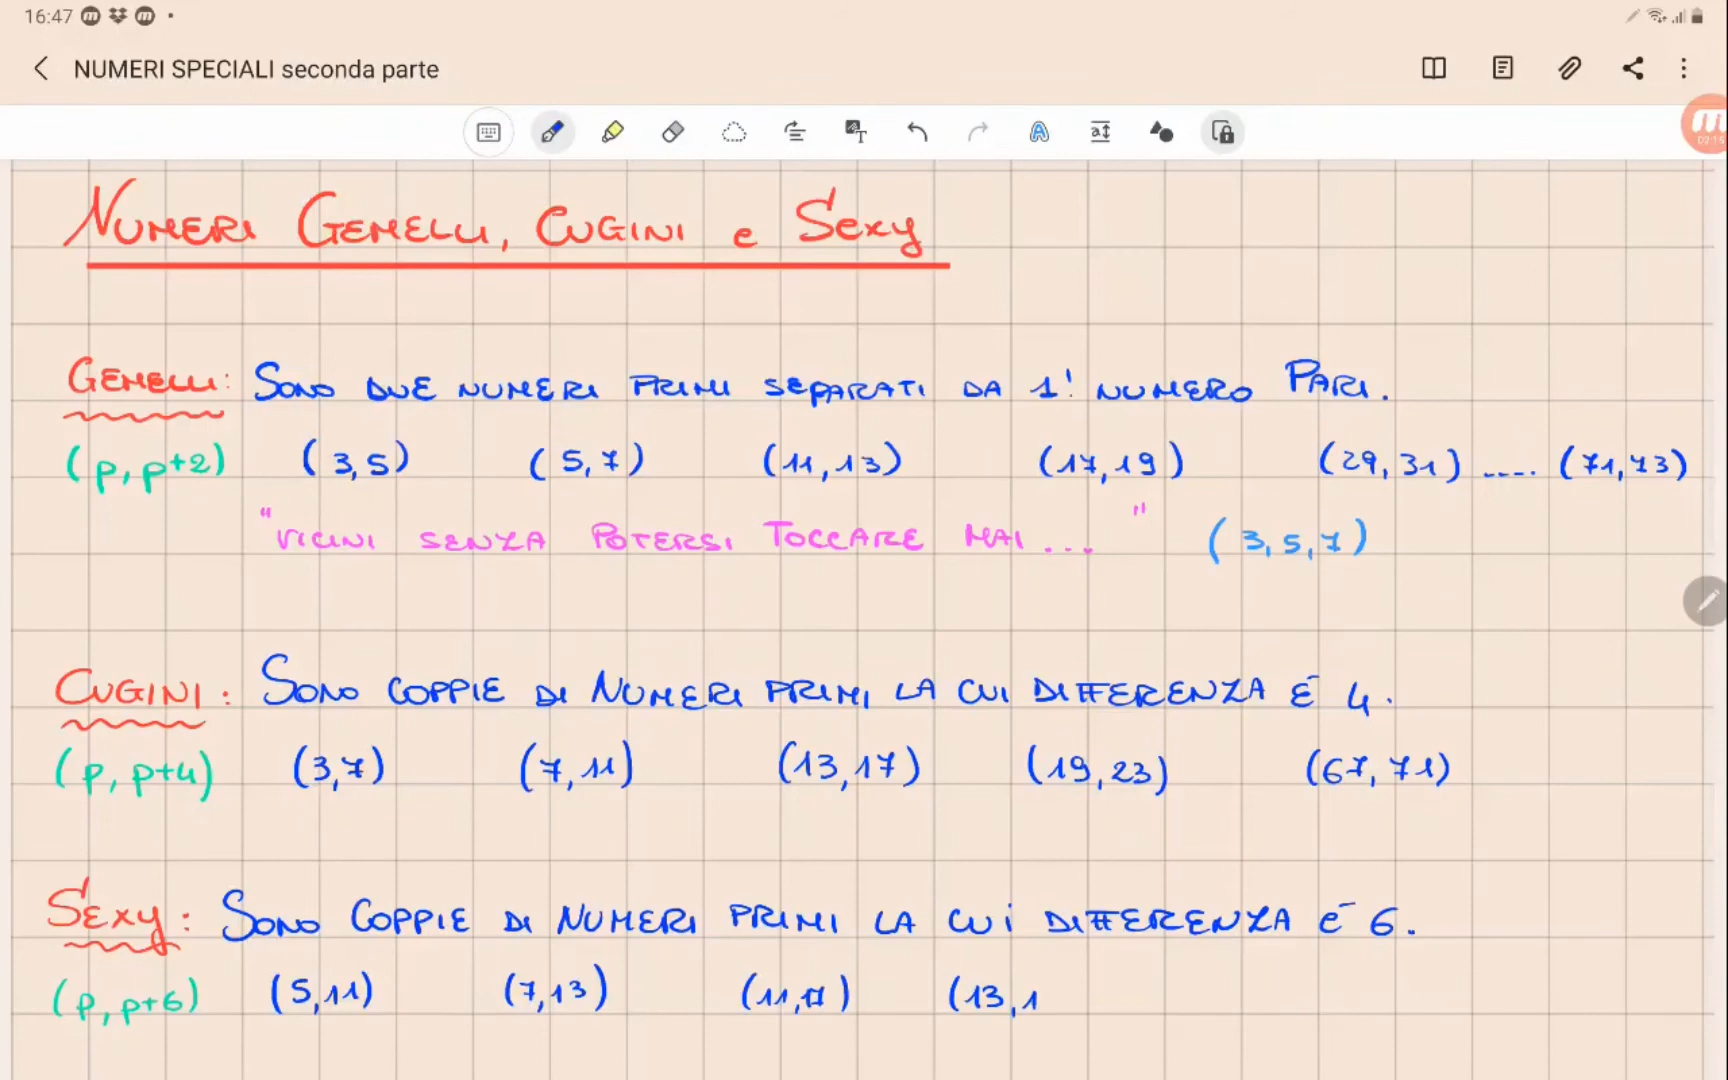 16:47
NUMERI SPECIALI seconda parte
02:15
NUMERI GEMELLI, CUGINI e Sexy
GEMELLI: SONO DUE NUMERI PRIMI SEPARATI DA 1! NUMERO PARI.
(p, p+2) (3,5) (5,7) (11,13) (17,19) (29,31) ..... (71,73)
"VICINI SENZA POTERSI TOCCARE MAI ... " (3,5,7)
CUGINI: SONO COPPIE DI NUMERI PRIMI LA CUI DIFFERENZA È 4.
(p, p+4) (3,7) (7,11) (13,17) (19,23) (67,71)
SEXY: SONO COPPIE DI NUMERI PRIMI LA CUI DIFFERENZA È 6.
(p, p+6) (5,11) (7,13) (11,17) (13,1